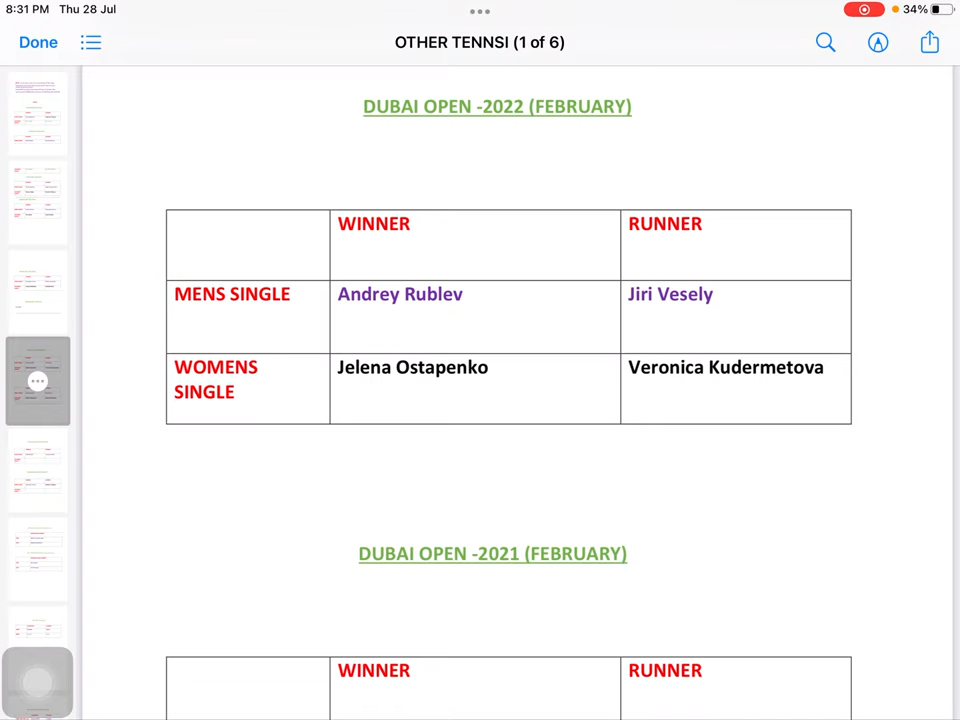 8:31 PM Thu 28 Jul
34%
Done
OTHER TENNSI (1 of 6)
DUBAI OPEN -2022 (FEBRUARY)
WINNER RUNNER
MENS SINGLE Andrey Rublev Jiri Vesely
WOMENS SINGLE Jelena Ostapenko Veronica Kudermetova
DUBAI OPEN -2021 (FEBRUARY)
WINNER RUNNER